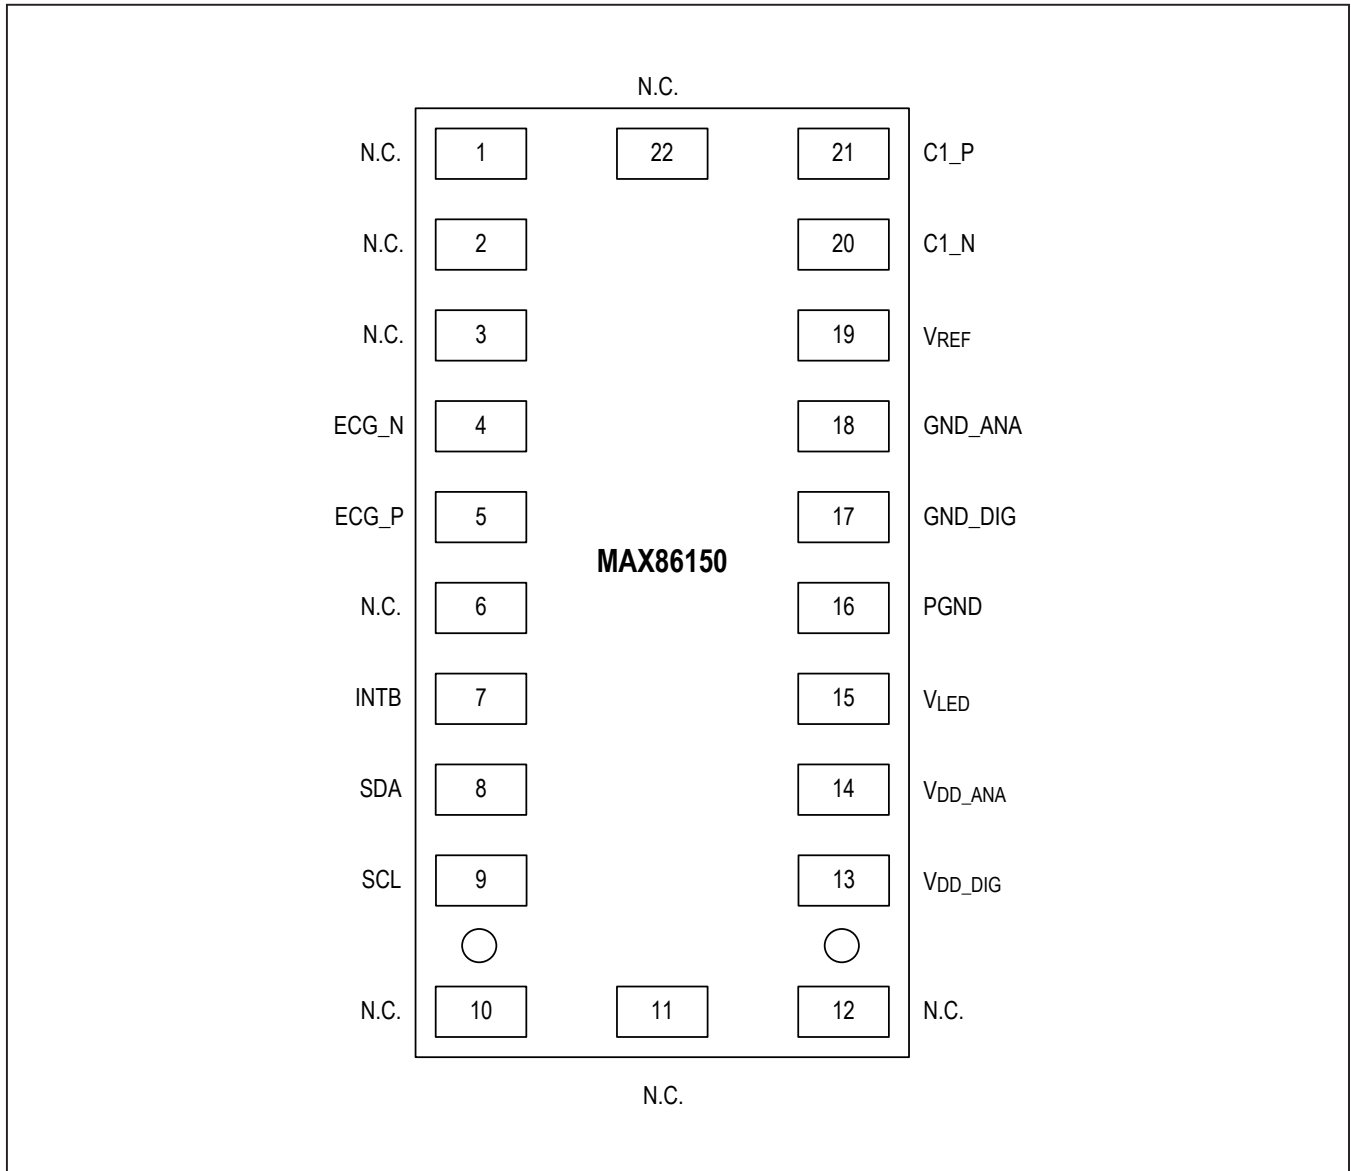 N.C.
N.C. 1 22 21 C1_P
N.C. 2 20 C1_N
N.C. 3 19 VREF
ECG_N 4 18 GND_ANA
ECG_P 5 17 GND_DIG
MAX86150
N.C. 6 16 PGND
INTB 7 15 VLED
SDA 8 14 VDD_ANA
SCL 9 13 VDD_DIG
N.C. 10 11 12 N.C.
N.C.